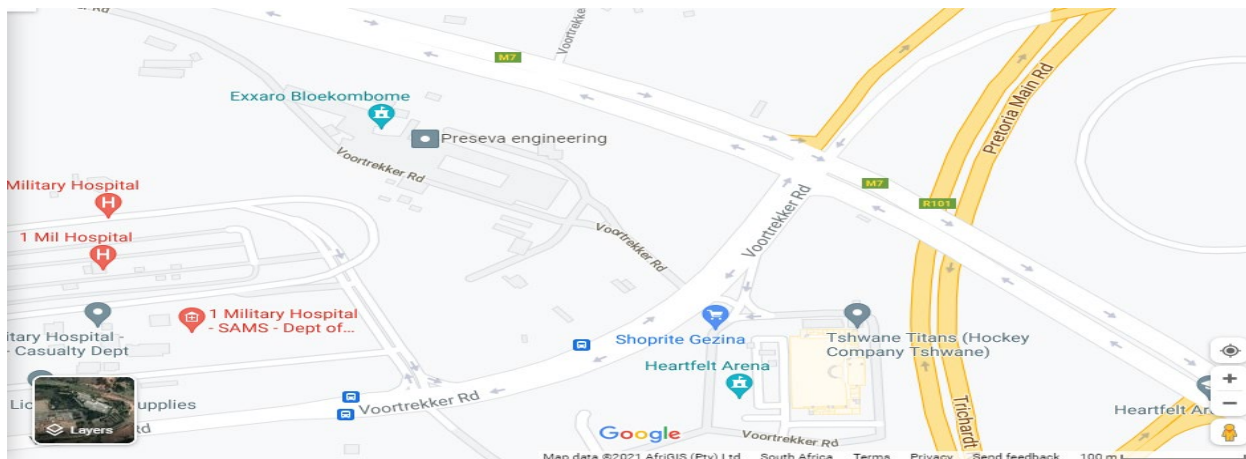 Rd
Voortrekke
M7
Exxaro Bloekombome
Preseva engineering
Pretoria Main Rd
Voortrekker Rd
Military Hospital
M7
R101
1 Mil Hospital
Voortrekker Rd
Voortrekker Rd
1 Military Hospital
- SAMS - Dept of...
itary Hospital -
- Casualty Dept
Shoprite Gezina
Tshwane Titans (Hockey
Company Tshwane)
Heartfelt Arena
Lic
upplies
Layers
Voortrekker Rd
Trichardt
Heartfelt Ar
Google
Voortrekker Rd
Map data ©2021 AfriGIS (Pty) Ltd South Africa Terms Privacy Send feedback 100 m